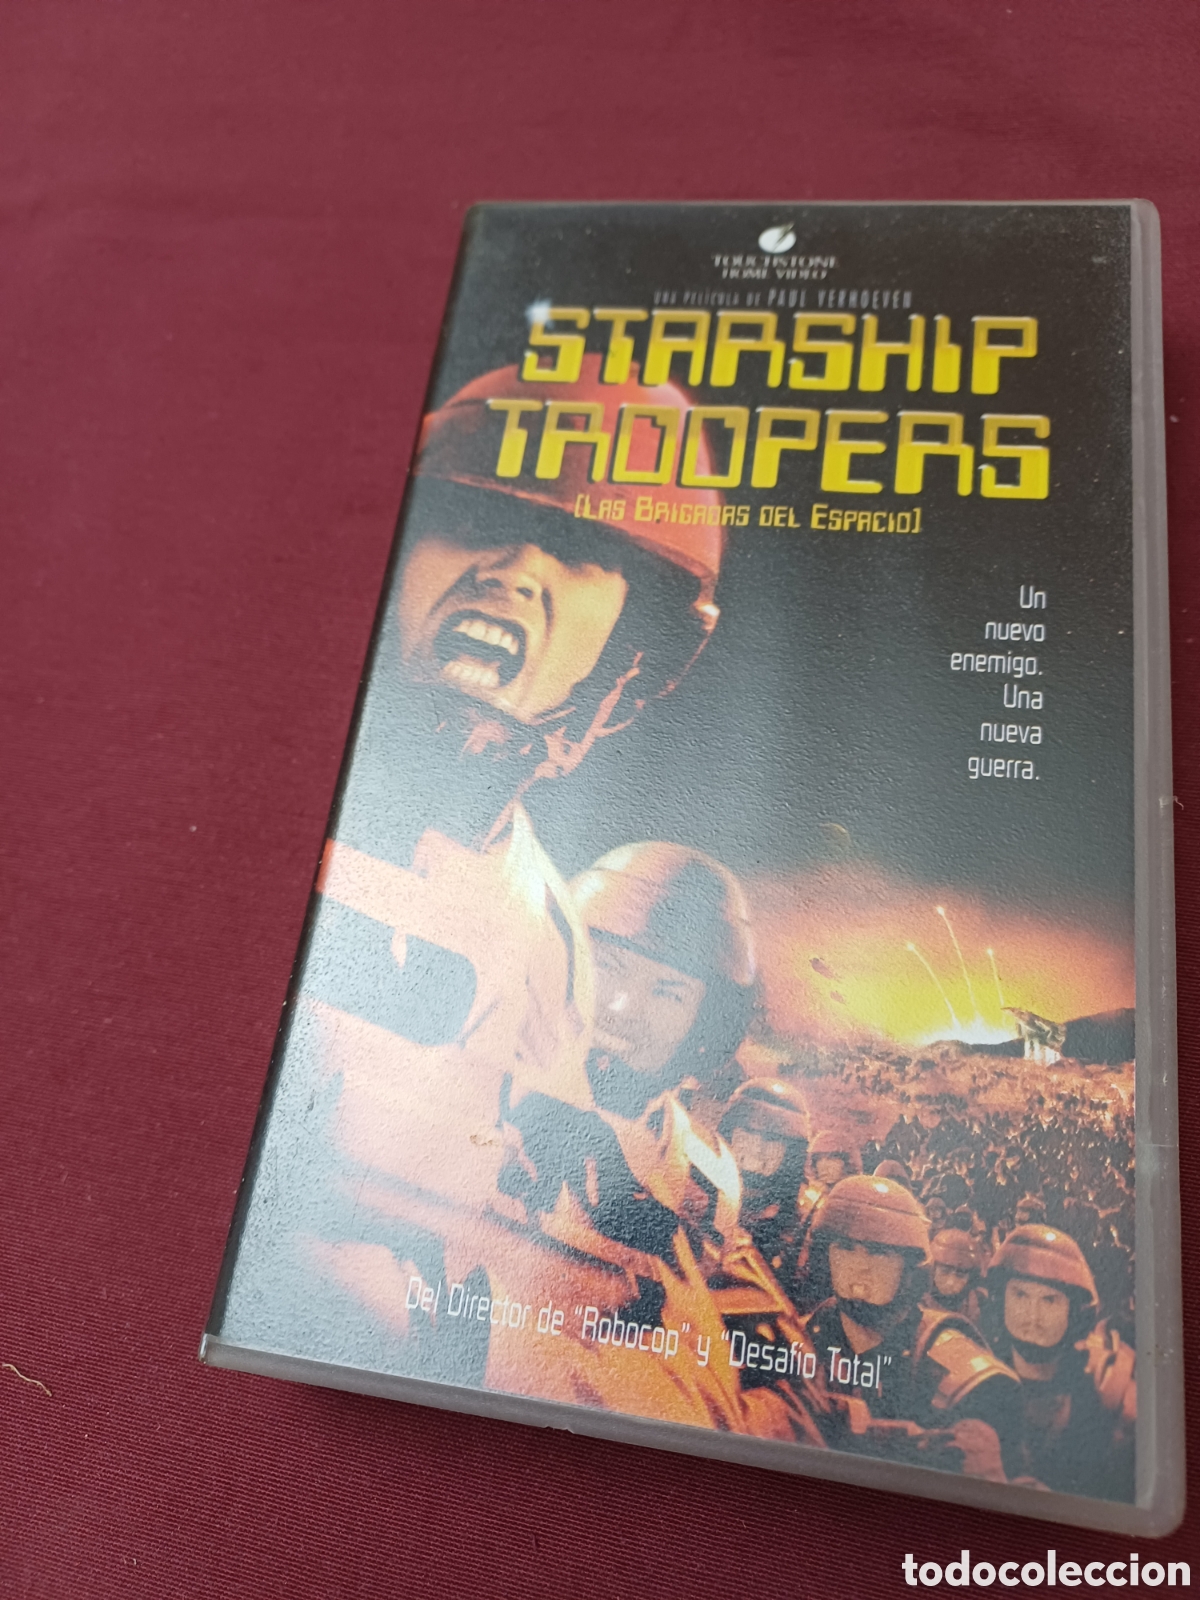 TOUCHSTONE
HOME VIDEO
UNA PELÍCULA DE PAUL VERHOEVEN
STARSHIP
TROOPERS
[LAS BRIGADAS DEL ESPACIO]
Un
nuevo
enemigo.
Una
nueva
guerra.
Del Director de "Robocop" y "Desafío Total"
todocoleccion